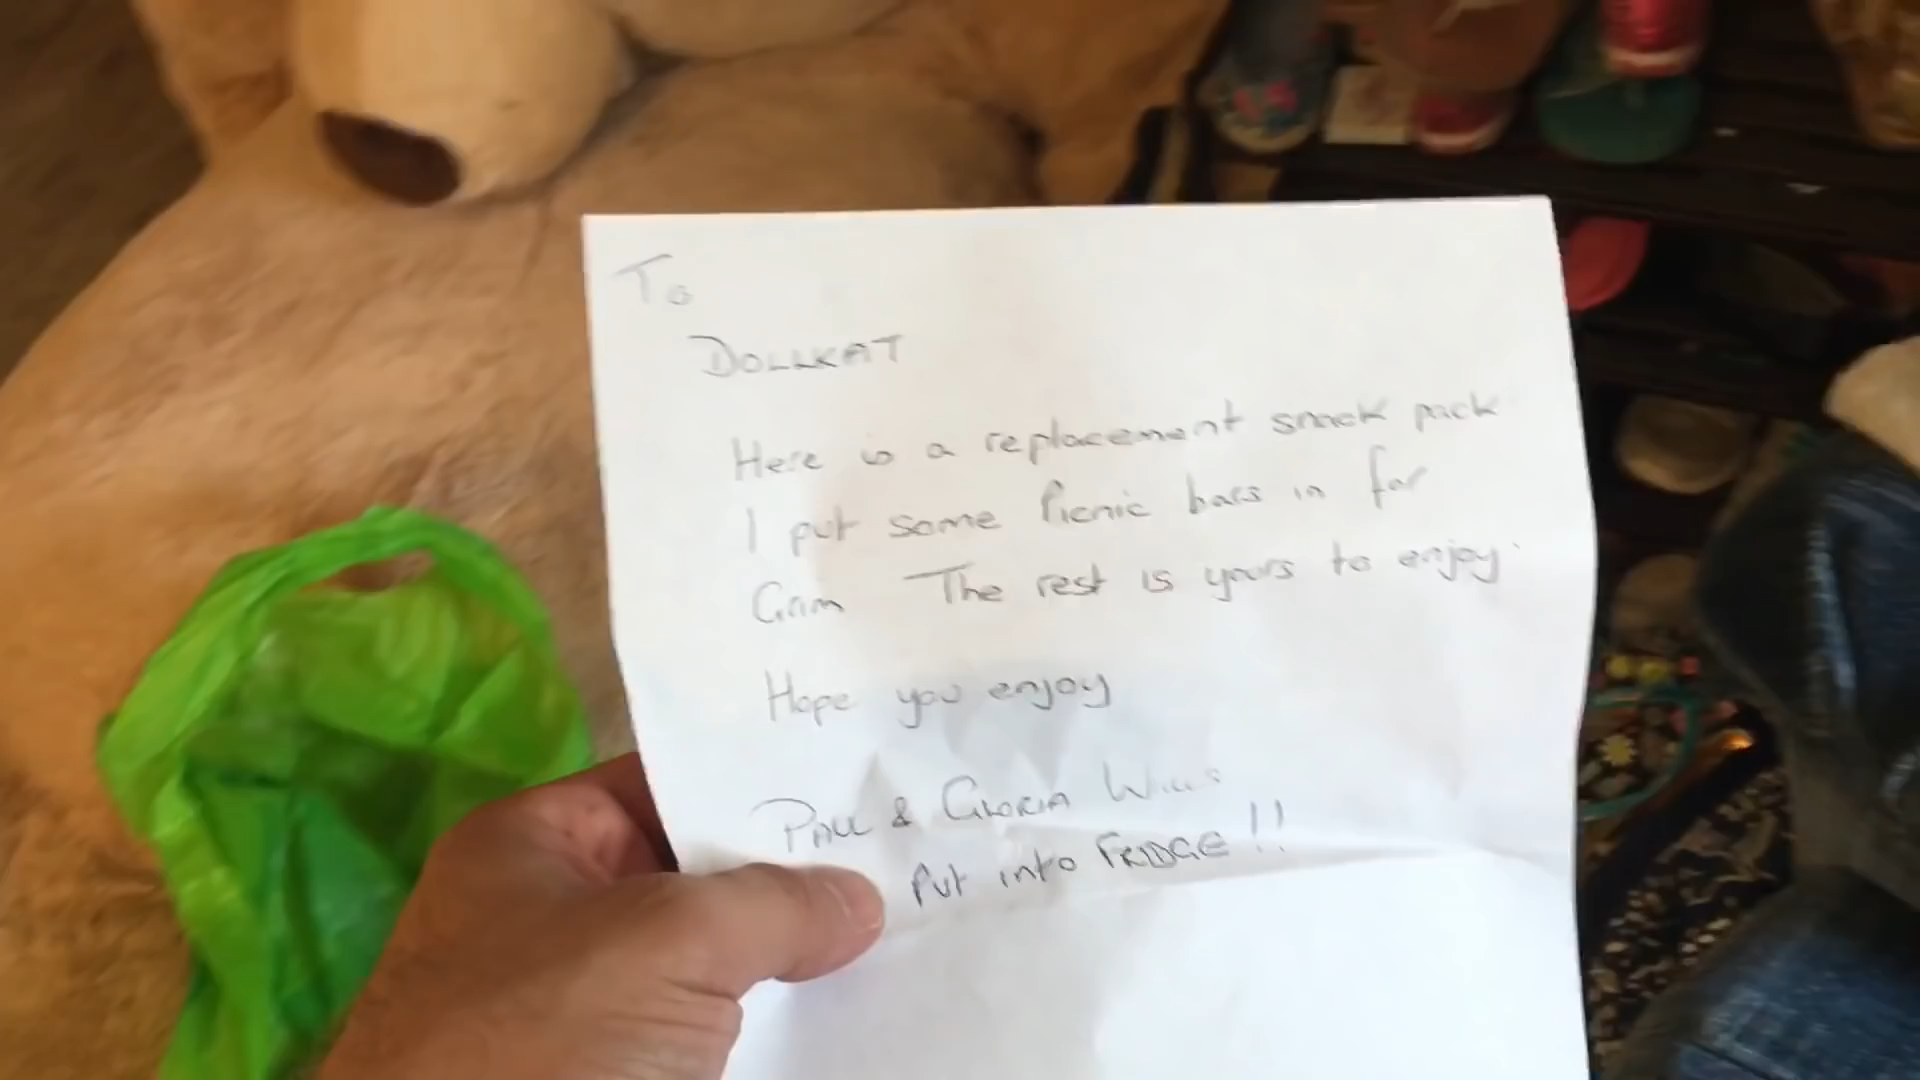 To
DOLLKAT
Here is a replacement snack pack
I put some Picnic bars in for
Grim The rest is yours to enjoy.
Hope you enjoy
PAUL & GLORIA
Put into FRIDGE!!